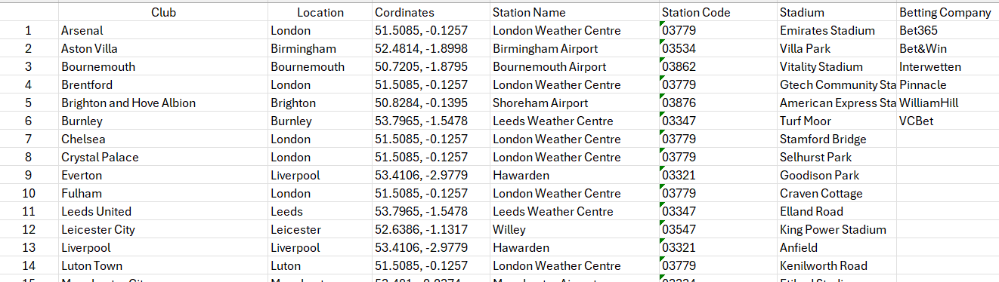 Club Location Cordinates Station Name Station Code Stadium Betting Company
1 Arsenal London 51.5085, -0.1257 London Weather Centre 03779 Emirates Stadium Bet365
2 Aston Villa Birmingham 52.4814, -1.8998 Birmingham Airport 03534 Villa Park Bet&Win
3 Bournemouth Bournemouth 50.7205, -1.8795 Bournemouth Airport 03862 Vitality Stadium Interwetten
4 Brentford London 51.5085, -0.1257 London Weather Centre 03779 Gtech Community Sta Pinnacle
5 Brighton and Hove Albion Brighton 50.8284, -0.1395 Shoreham Airport 03876 American Express Sta WilliamHill
6 Burnley Burnley 53.7965, -1.5478 Leeds Weather Centre 03347 Turf Moor VCBet
7 Chelsea London 51.5085, -0.1257 London Weather Centre 03779 Stamford Bridge
8 Crystal Palace London 51.5085, -0.1257 London Weather Centre 03779 Selhurst Park
9 Everton Liverpool 53.4106, -2.9779 Hawarden 03321 Goodison Park
10 Fulham London 51.5085, -0.1257 London Weather Centre 03779 Craven Cottage
11 Leeds United Leeds 53.7965, -1.5478 Leeds Weather Centre 03347 Elland Road
12 Leicester City Leicester 52.6386, -1.1317 Willey 03547 King Power Stadium
13 Liverpool Liverpool 53.4106, -2.9779 Hawarden 03321 Anfield
14 Luton Town Luton 51.5085, -0.1257 London Weather Centre 03779 Kenilworth Road